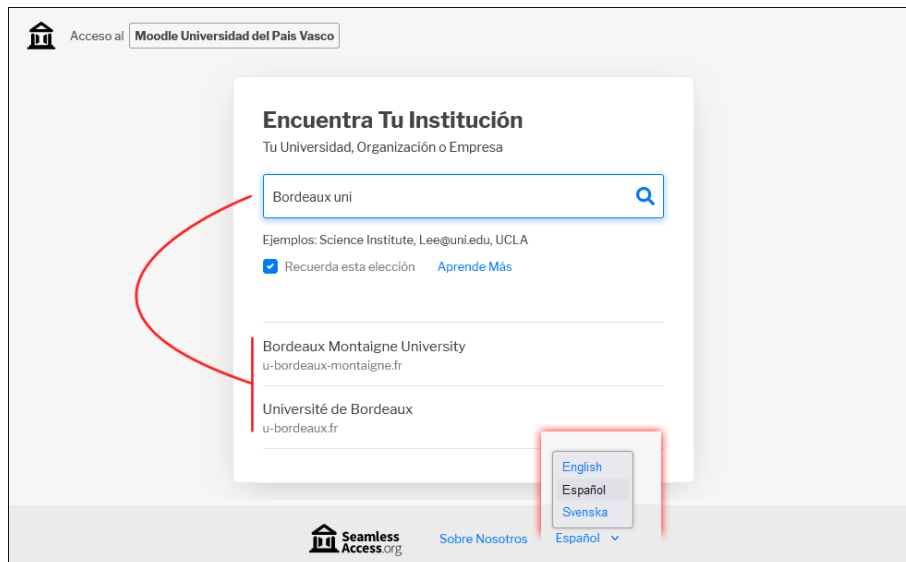 Acceso al Moodle Universidad del Pais Vasco
Encuentra Tu Institución
Tu Universidad, Organización o Empresa
Bordeaux uni
Ejemplos: Science Institute, Lee@uni.edu, UCLA
Recuerda esta elección Aprende Más
Bordeaux Montaigne University
u-bordeaux-montaigne.fr
Université de Bordeaux
u-bordeaux.fr
English
Español
Svenska
Seamless
Access.org
Sobre Nosotros
Español